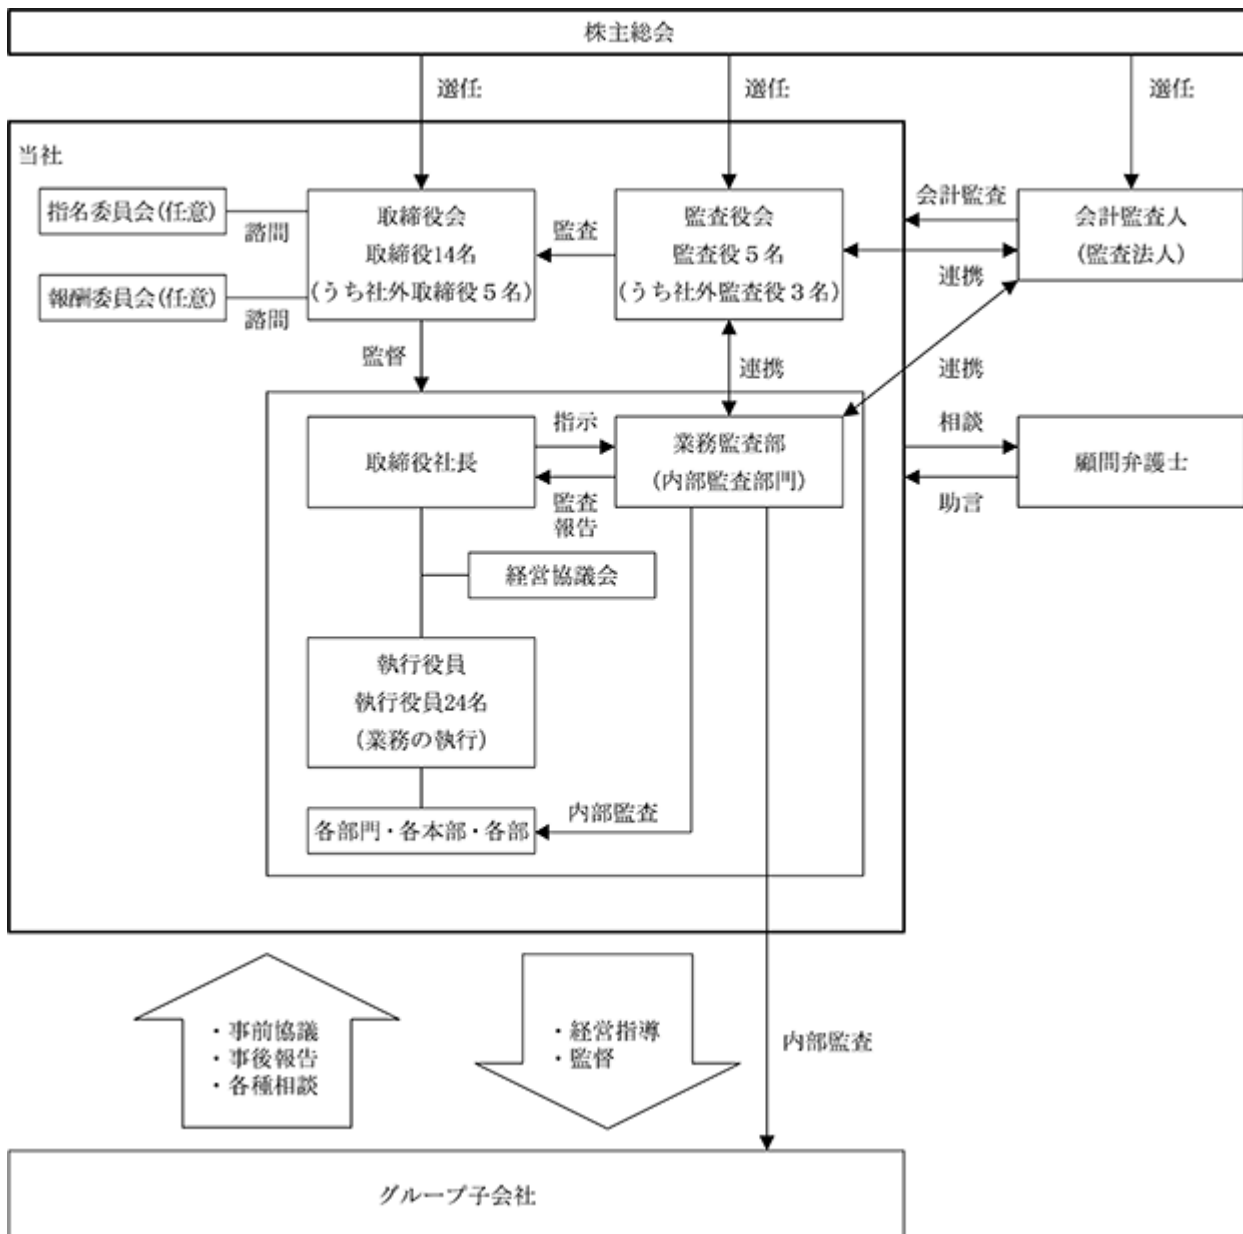 株主総会
選任
選任
選任
当社
指名委員会(任意)
諮問
報酬委員会(任意)
諮問
取締役会
取締役14名
(うち社外取締役5名)
監査
監査役会
監査役5名
(うち社外監査役3名)
会計監査
連携
会計監査人
(監査法人)
監督
連携
連携
取締役社長
指示
監査
報告
業務監査部
(内部監査部門)
相談
助言
顧問弁護士
経営協議会
執行役員
執行役員24名
(業務の執行)
各部門・各本部・各部
内部監査
・事前協議
・事後報告
・各種相談
・経営指導
・監督
内部監査
グループ子会社